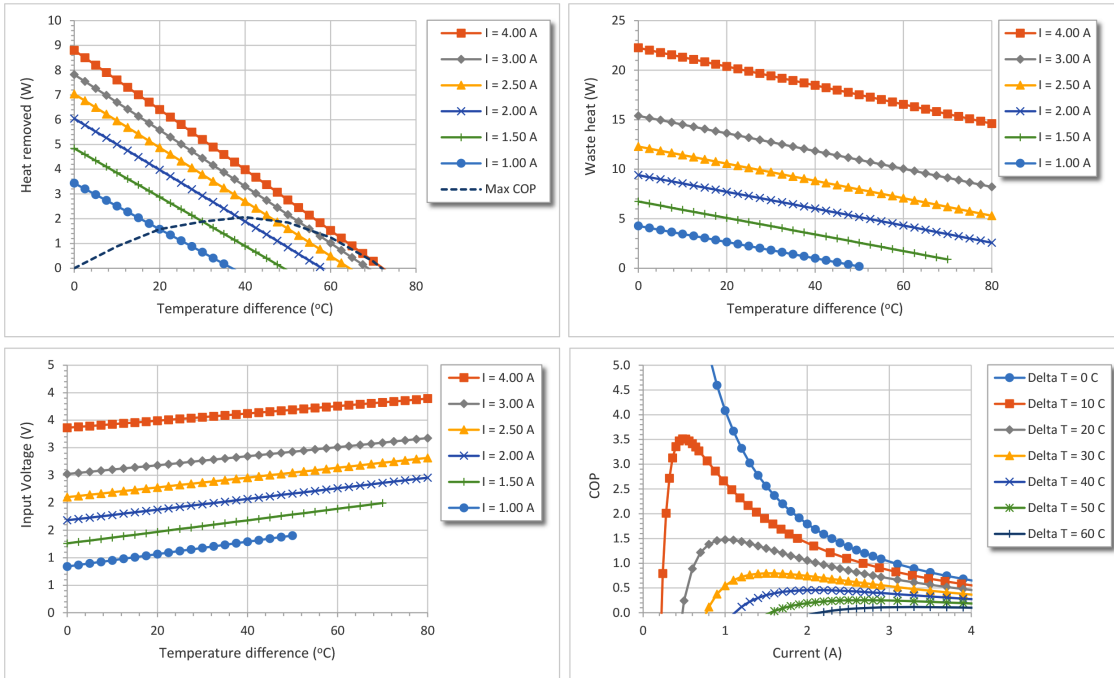 10
9
8
7
6
5
4
3
2
1
0
Heat removed (W)
0
20
40
60
80
Temperature difference (°C)
I = 4.00 A
I = 3.00 A
I = 2.50 A
I = 2.00 A
I = 1.50 A
I = 1.00 A
Max COP
25
20
15
10
5
0
Waste heat (W)
0
20
40
60
80
Temperature difference (°C)
I = 4.00 A
I = 3.00 A
I = 2.50 A
I = 2.00 A
I = 1.50 A
I = 1.00 A
5
4
4
3
3
2
2
1
1
0
Input Voltage (V)
0
20
40
60
80
Temperature difference (°C)
I = 4.00 A
I = 3.00 A
I = 2.50 A
I = 2.00 A
I = 1.50 A
I = 1.00 A
5.0
4.5
4.0
3.5
3.0
2.5
2.0
1.5
1.0
0.5
0.0
COP
0
1
2
3
4
Current (A)
Delta T = 0 C
Delta T = 10 C
Delta T = 20 C
Delta T = 30 C
Delta T = 40 C
Delta T = 50 C
Delta T = 60 C